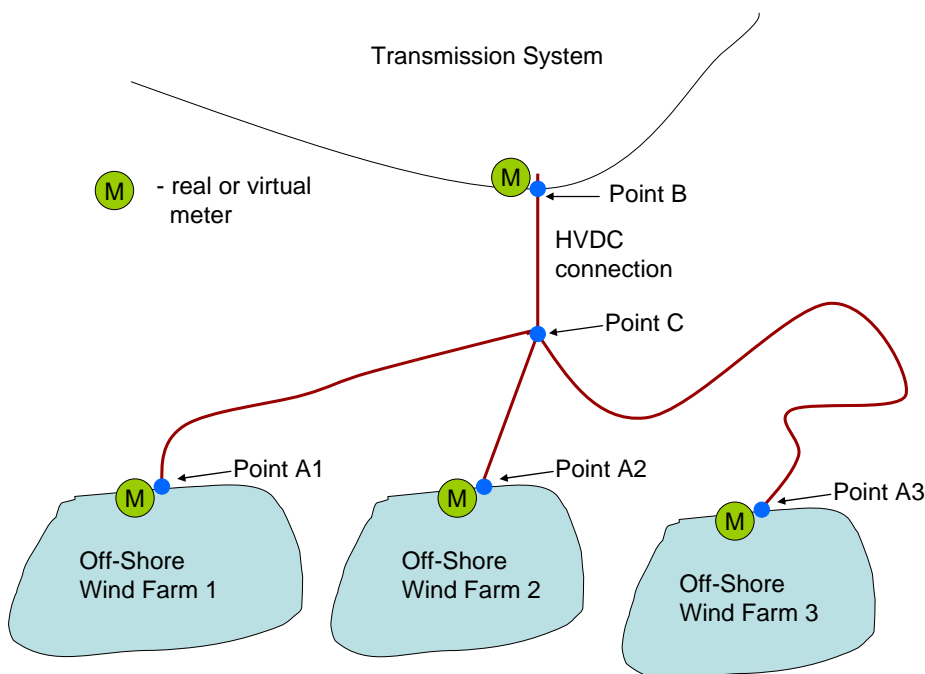 Transmission System
M
Point B
M
- real or virtual
meter
HVDC
connection
Point C
Point A1
Point A2
Point A3
M
M
M
Off-Shore
Wind Farm 1
Off-Shore
Wind Farm 2
Off-Shore
Wind Farm 3